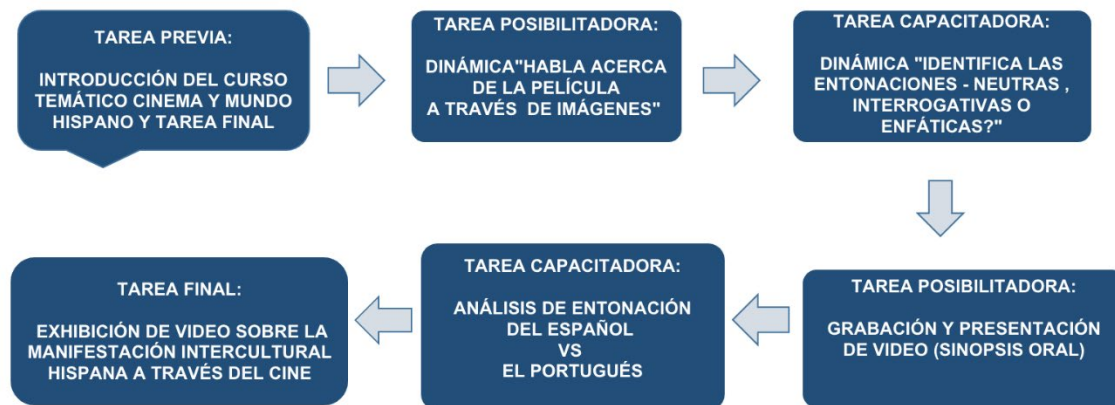 TAREA PREVIA:
INTRODUCCIÓN DEL CURSO
TEMÁTICO CINEMA Y MUNDO
HISPANO Y TAREA FINAL
TAREA POSIBILITADORA:
DINÁMICA"HABLA ACERCA
DE LA PELÍCULA
A TRAVÉS DE IMÁGENES"
TAREA CAPACITADORA:
DINÁMICA "IDENTIFICA LAS
ENTONACIONES - NEUTRAS ,
INTERROGATIVAS O
ENFÁTICAS?"
TAREA POSIBILITADORA:
GRABACIÓN Y PRESENTACIÓN
DE VIDEO (SINOPSIS ORAL)
TAREA CAPACITADORA:
ANÁLISIS DE ENTONACIÓN
DEL ESPAÑOL
VS
EL PORTUGUÉS
TAREA FINAL:
EXHIBICIÓN DE VIDEO SOBRE LA
MANIFESTACIÓN INTERCULTURAL
HISPANA A TRAVÉS DEL CINE